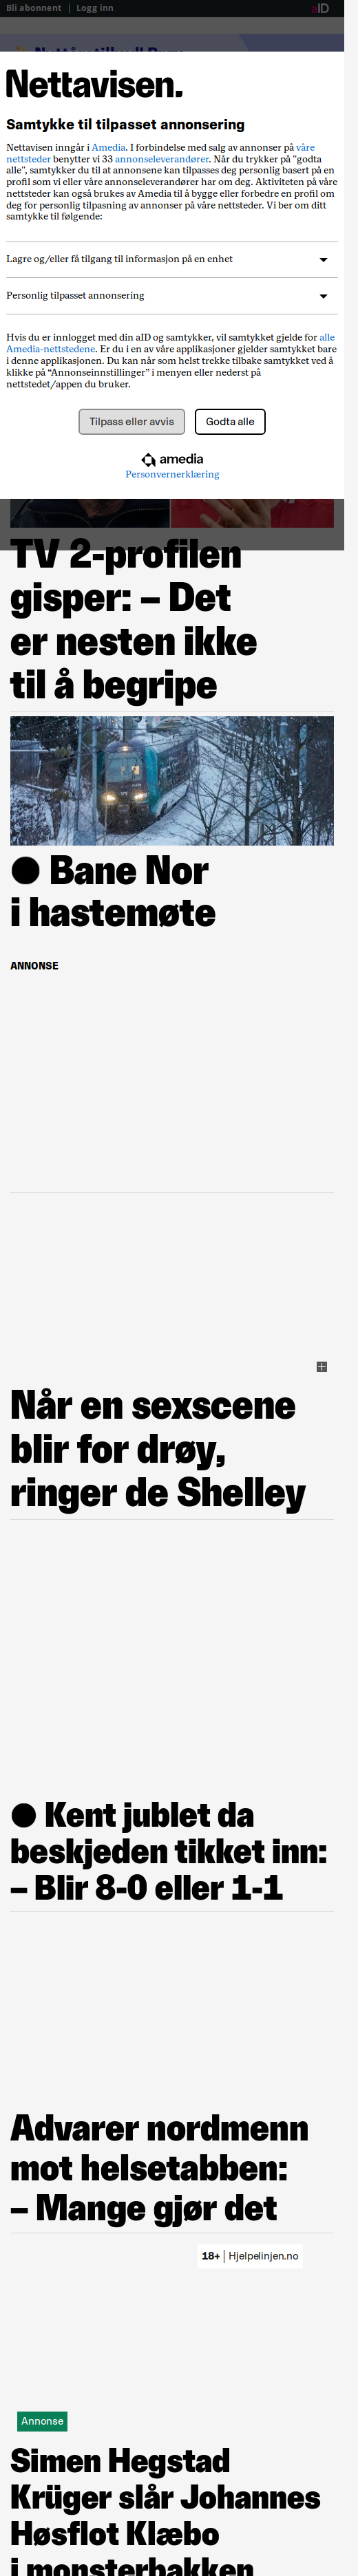 Bli abonnent | Logg inn
aID
Nettavisen.
Samtykke til tilpasset annonsering
Nettavisen inngår i Amedia. I forbindelse med salg av annonser på våre
nettsteder benytter vi 33 annonseleverandører. Når du trykker på "godta
alle", samtykker du til at annonsene kan tilpasses deg personlig basert på en
profil som vi eller våre annonseleverandører har om deg. Aktiviteten på våre
nettsteder kan også brukes av Amedia til å bygge eller forbedre en profil om
deg for personlig tilpasning av annonser på våre nettsteder. Vi ber om ditt
samtykke til følgende:
Lagre og/eller få tilgang til informasjon på en enhet
Personlig tilpasset annonsering
Hvis du er innlogget med din aID og samtykker, vil samtykket gjelde for alle
Amedia-nettstedene. Er du i en av våre applikasjoner gjelder samtykket bare
i denne applikasjonen. Du kan når som helst trekke tilbake samtykket ved å
klikke på “Annonseinnstillinger” i menyen eller nederst på
nettstedet/appen du bruker.
Tilpass eller avvis
Godta alle
amedia
Personvernerklæring
TV 2-profilen
gisper: – Det
er nesten ikke
til å begripe
● Bane Nor
i hastemøte
ANNONSE
Når en sexscene
blir for drøy,
ringer de Shelley
● Kent jublet da
beskjeden tikket inn:
– Blir 8-0 eller 1-1
Advarer nordmenn
mot helsetabben:
– Mange gjør det
18+ | Hjelpelinjen.no
Annonse
Simen Hegstad
Krüger slår Johannes
Høsflot Klæbo
i monsterbakken